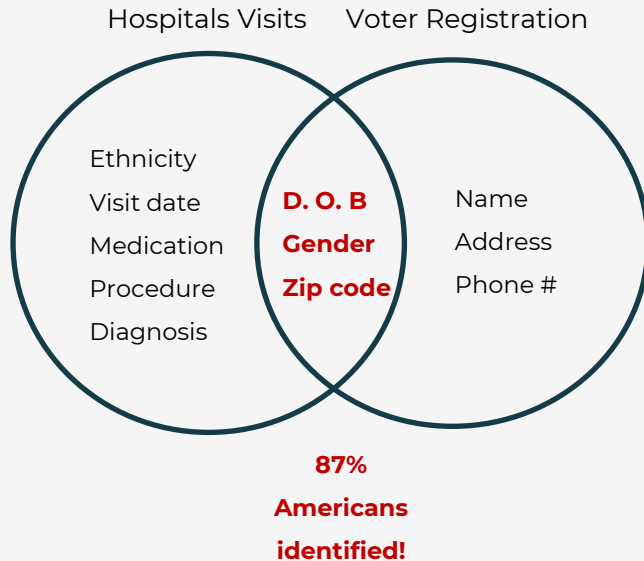 Hospitals Visits
Voter Registration
Ethnicity
Visit date
Medication
Procedure
Diagnosis
D. O. B
Gender
Zip code
Name
Address
Phone #
87%
Americans
identified!